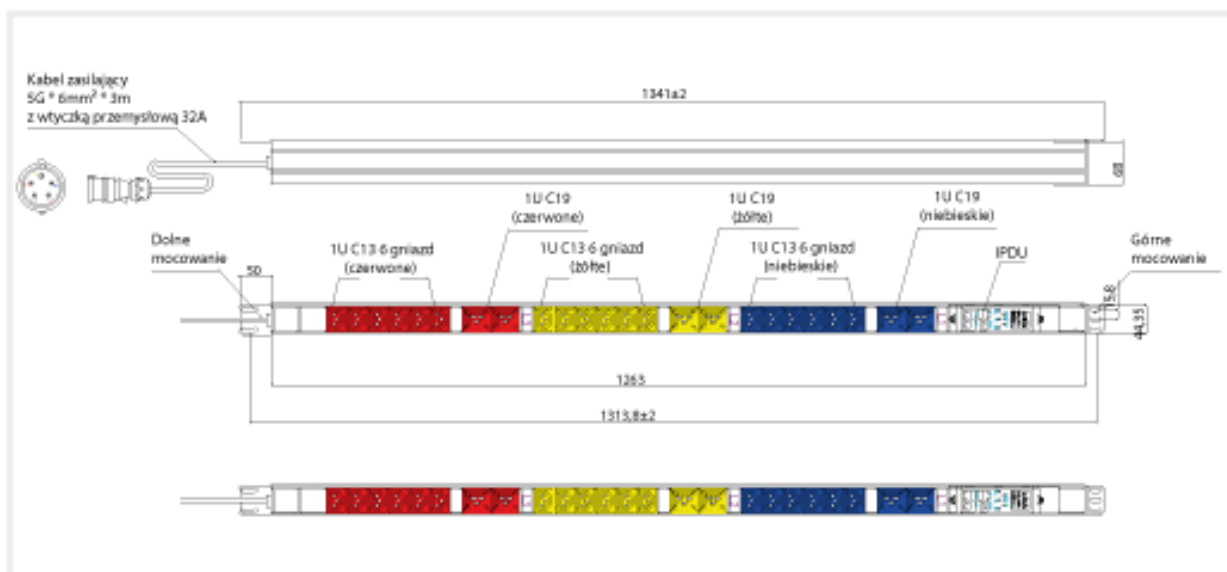 Kabel zasilający
5G * 6mm² * 3m
z wtyczką przemysłową 32A
1341±2
60
1U C19
(czerwone)
1U C19
(żółte)
1U C19
(niebieskie)
Dolne
mocowanie
1U C13 6 gniazd
(czerwone)
1U C13 6 gniazd
(żółte)
1U C13 6 gniazd
(niebieskie)
IPDU
Górne
mocowanie
50
15,8
44,35
1265
1313,8±2